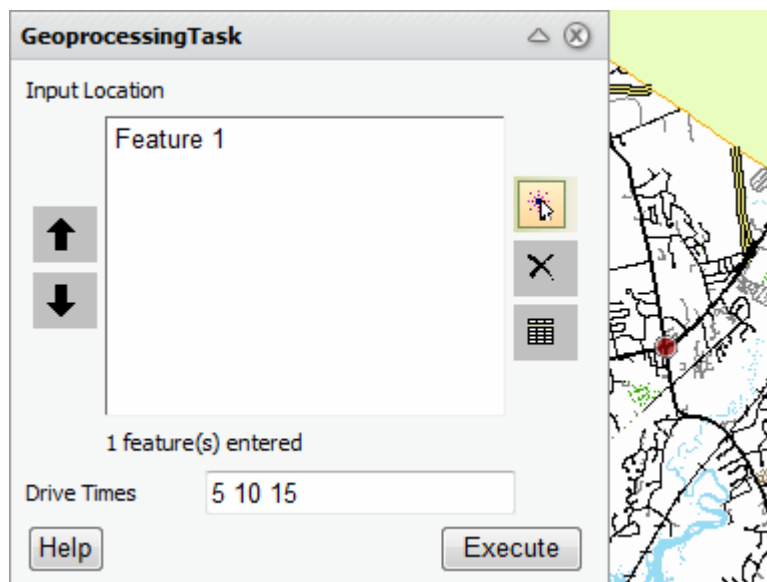 GeoprocessingTask
Input Location
Feature 1
1 feature(s) entered
Drive Times 5 10 15
Help Execute